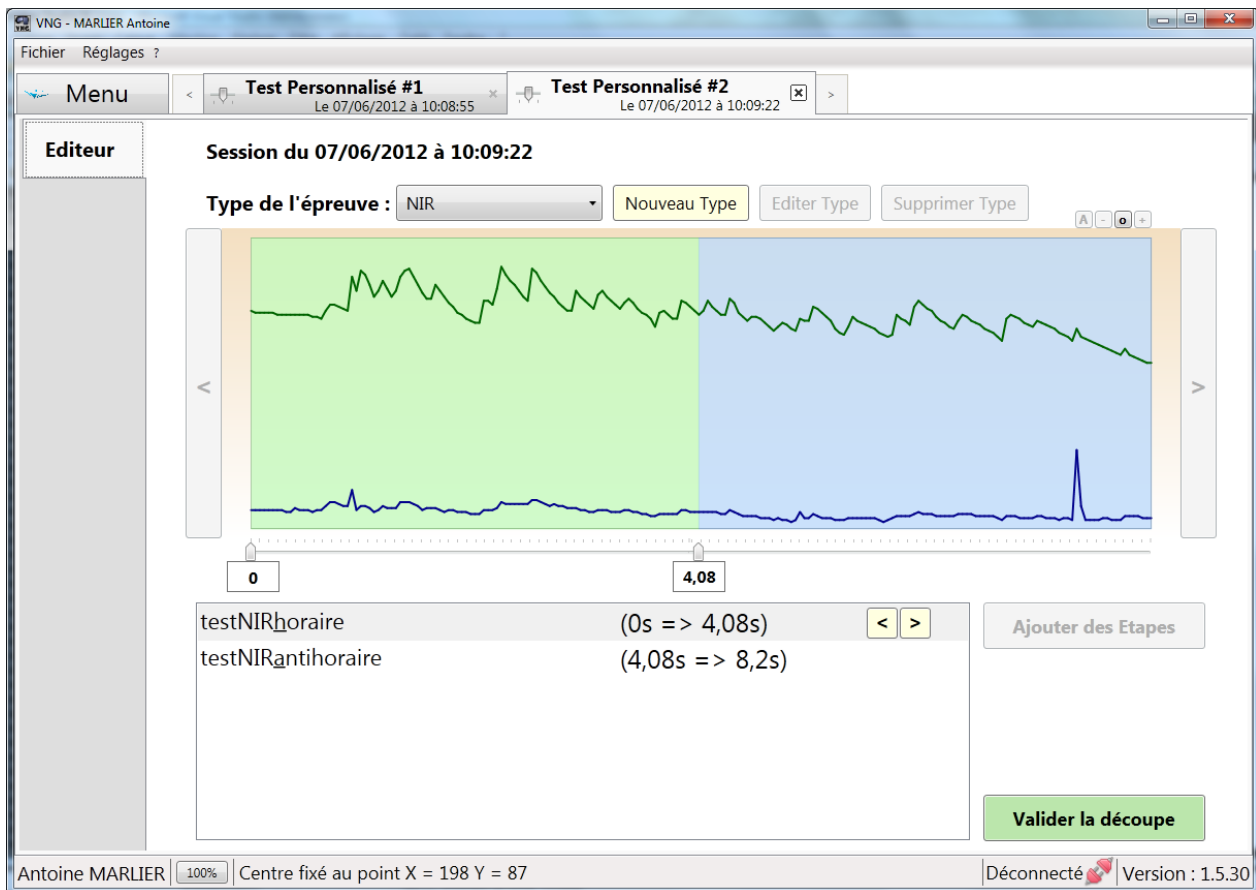 VNG - MARLIER Antoine
Fichier Réglages ?
Menu
< Test Personnalisé #1 ×
Le 07/06/2012 à 10:08:55
Test Personnalisé #2 x >
Le 07/06/2012 à 10:09:22
Editeur
Session du 07/06/2012 à 10:09:22
Type de l'épreuve : NIR Nouveau Type Editer Type Supprimer Type
A - o +
< >
0 4,08
testNIRhoraire (0s => 4,08s) < > Ajouter des Etapes
testNIRantihoraire (4,08s => 8,2s)
Valider la découpe
Antoine MARLIER 100% Centre fixé au point X = 198 Y = 87 Déconnecté Version : 1.5.30